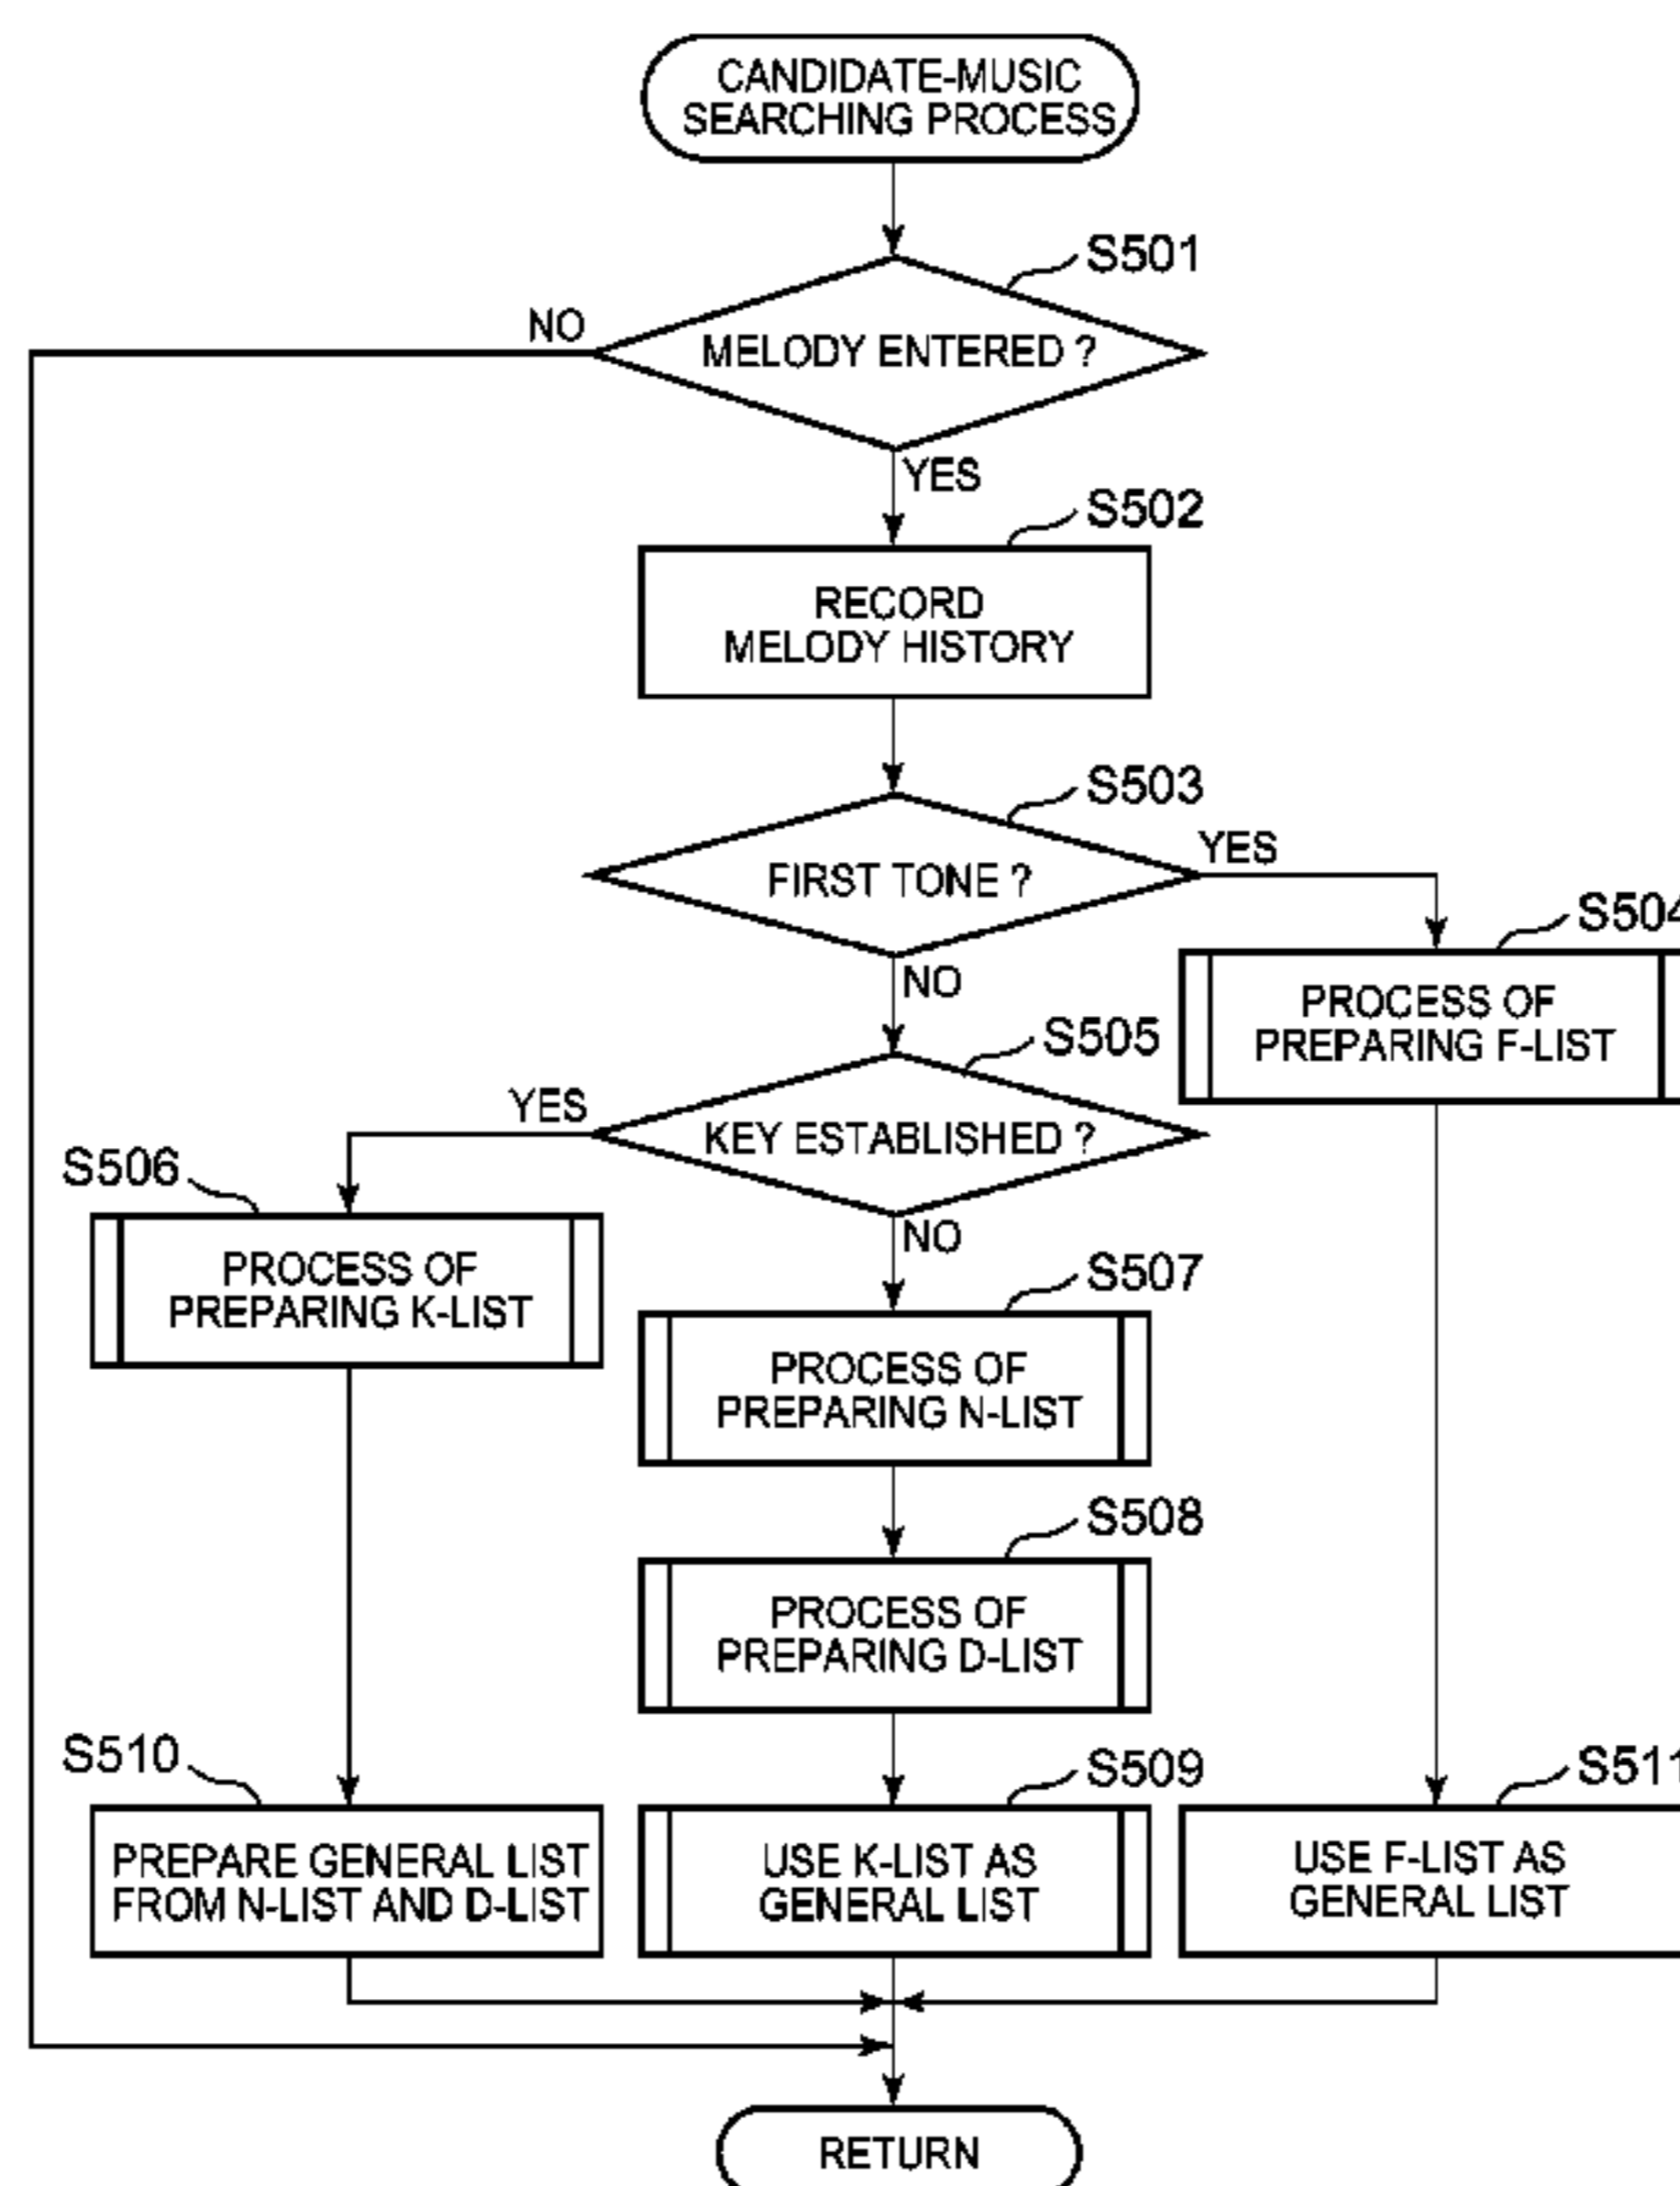 CANDIDATE-MUSIC
SEARCHING PROCESS
S501
NO
MELODY ENTERED ?
YES
S502
RECORD
MELODY HISTORY
S503
YES
FIRST TONE ?
S504
NO
PROCESS OF
PREPARING F-LIST
S505
YES
KEY ESTABLISHED ?
S506
NO
PROCESS OF
PREPARING K-LIST
S507
PROCESS OF
PREPARING N-LIST
S508
PROCESS OF
PREPARING D-LIST
S510
S509
S511
PREPARE GENERAL LIST
FROM N-LIST AND D-LIST
USE K-LIST AS
GENERAL LIST
USE F-LIST AS
GENERAL LIST
RETURN